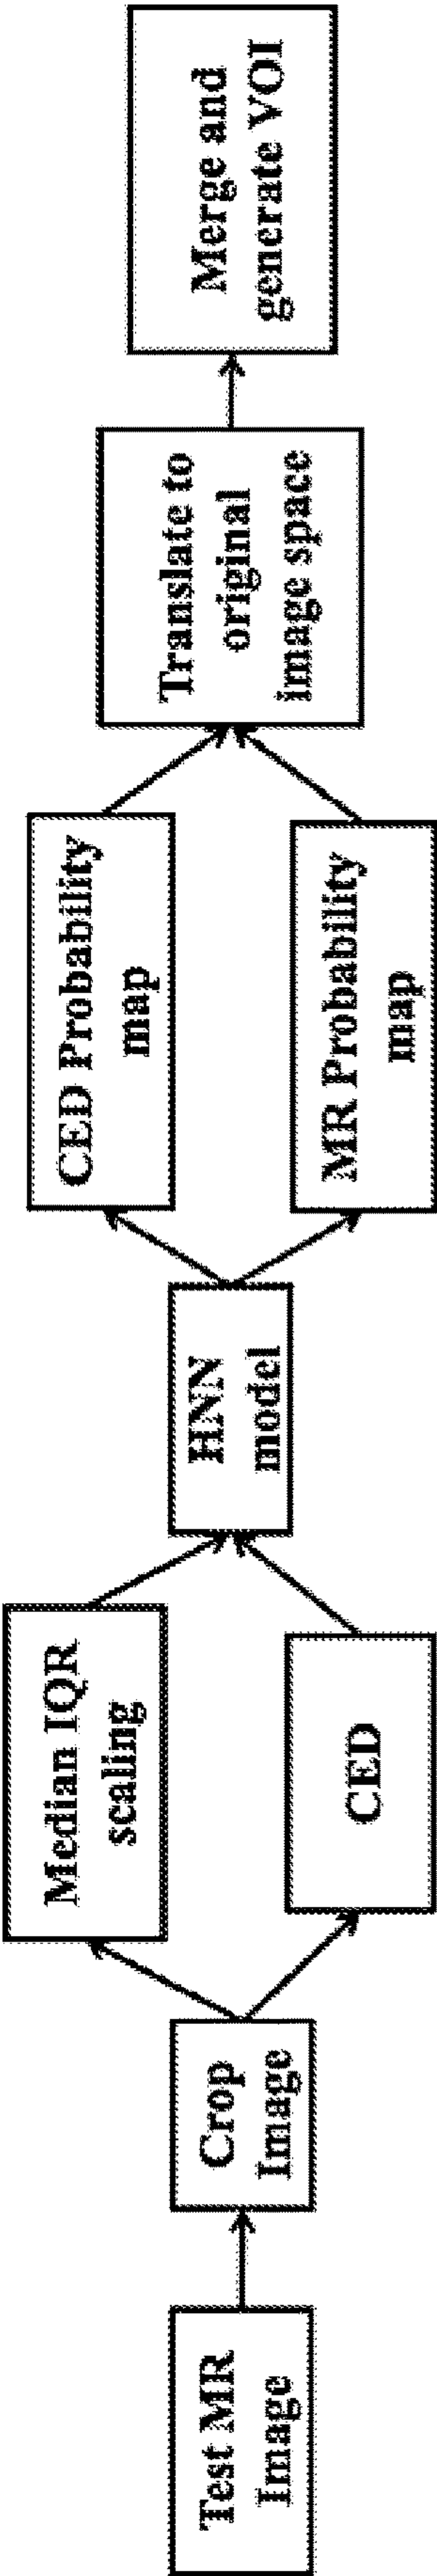 Test MR
Image
Crop
Image
Median IQR
scaling
CED
HNN
model
CED Probability
map
MR Probability
map
Translate to
original
image space
Merge and
generate VOI